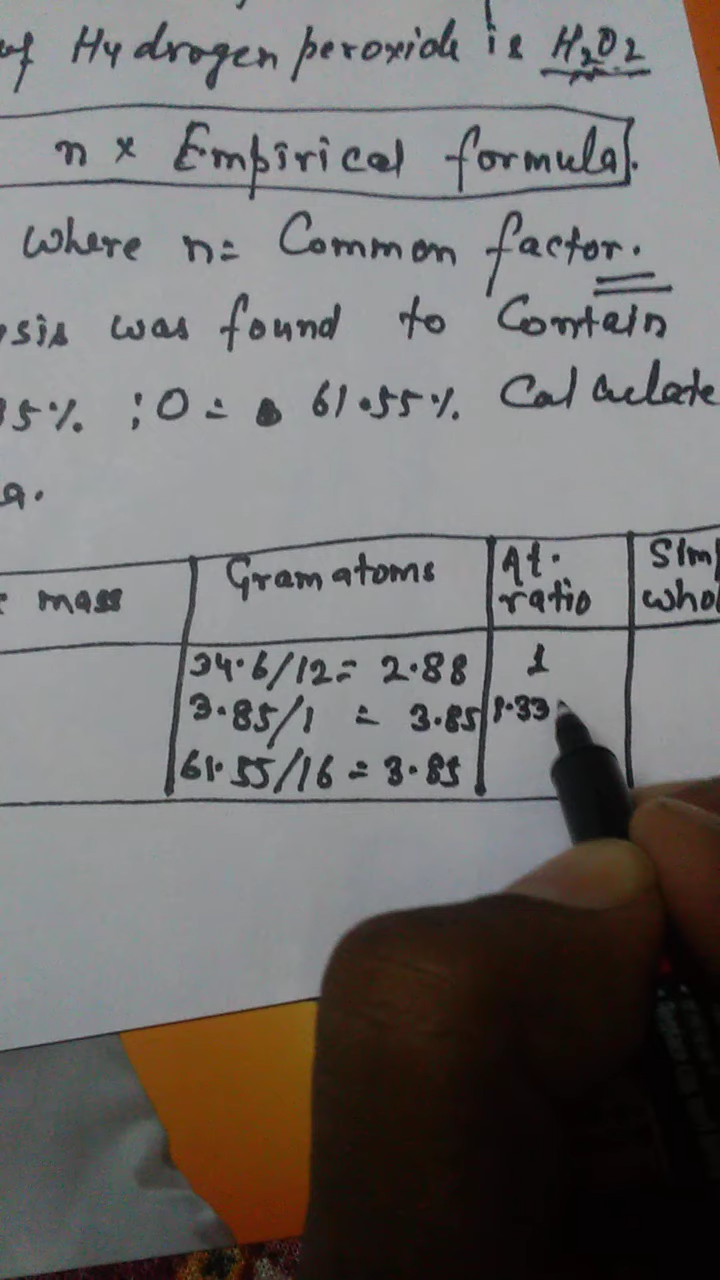 of Hydrogen peroxide is H₂O₂
n × Empirical formula.
Where n= Common factor.
sis was found to Contain
35% ; O = 61.55% Calculate
a.
mass Gram atoms At. ratio Sim whol
34.6/12= 2.88 1
3.85/1 = 3.85 1.33
61.55/16 = 3.85